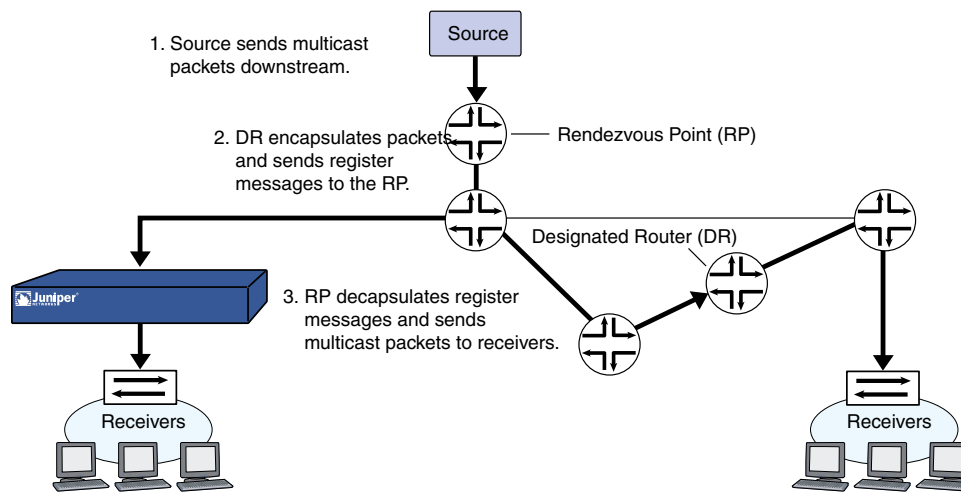 Source
1. Source sends multicast
packets downstream.
2. DR encapsulates packets
and sends register
messages to the RP.
Rendezvous Point (RP)
Designated Router (DR)
Juniper
NETWORKS
3. RP decapsulates register
messages and sends
multicast packets to receivers.
Receivers
Receivers